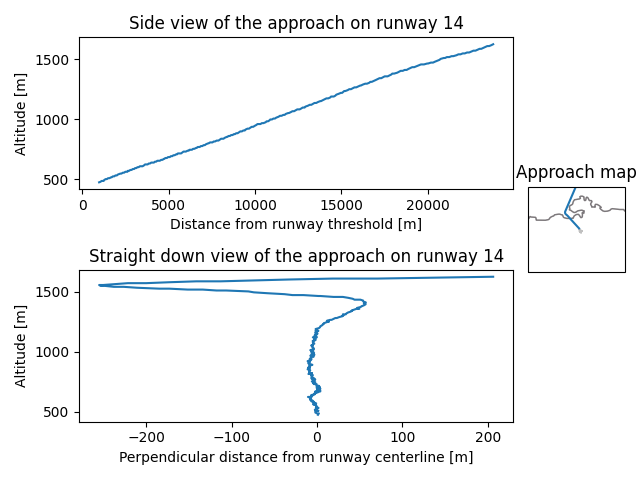 Side view of the approach on runway 14
1500
1000
500
Altitude [m]
0 5000 10000 15000 20000
Distance from runway threshold [m]
Approach map
Straight down view of the approach on runway 14
1500
1000
500
Altitude [m]
−200 −100 0 100 200
Perpendicular distance from runway centerline [m]